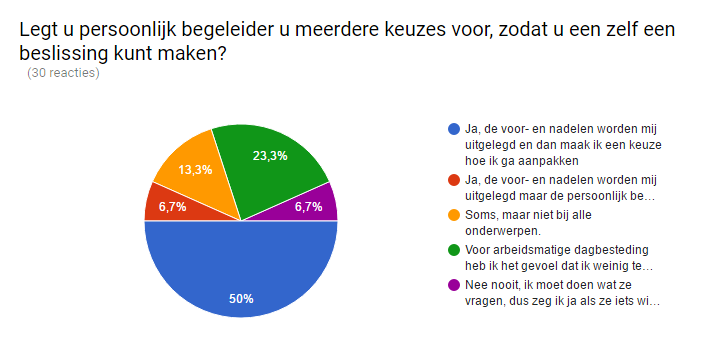 Legt u persoonlijk begeleider u meerdere keuzes voor, zodat u een zelf een
beslissing kunt maken?
(30 reacties)
23,3%
13,3%
6,7%
6,7%
50%
Ja, de voor- en nadelen worden mij
uitgelegd en dan maak ik een keuze
hoe ik ga aanpakken
Ja, de voor- en nadelen worden mij
uitgelegd maar de persoonlijk be…
Soms, maar niet bij alle
onderwerpen.
Voor arbeidsmatige dagbesteding
heb ik het gevoel dat ik weinig te…
Nee nooit, ik moet doen wat ze
vragen, dus zeg ik ja als ze iets wi…